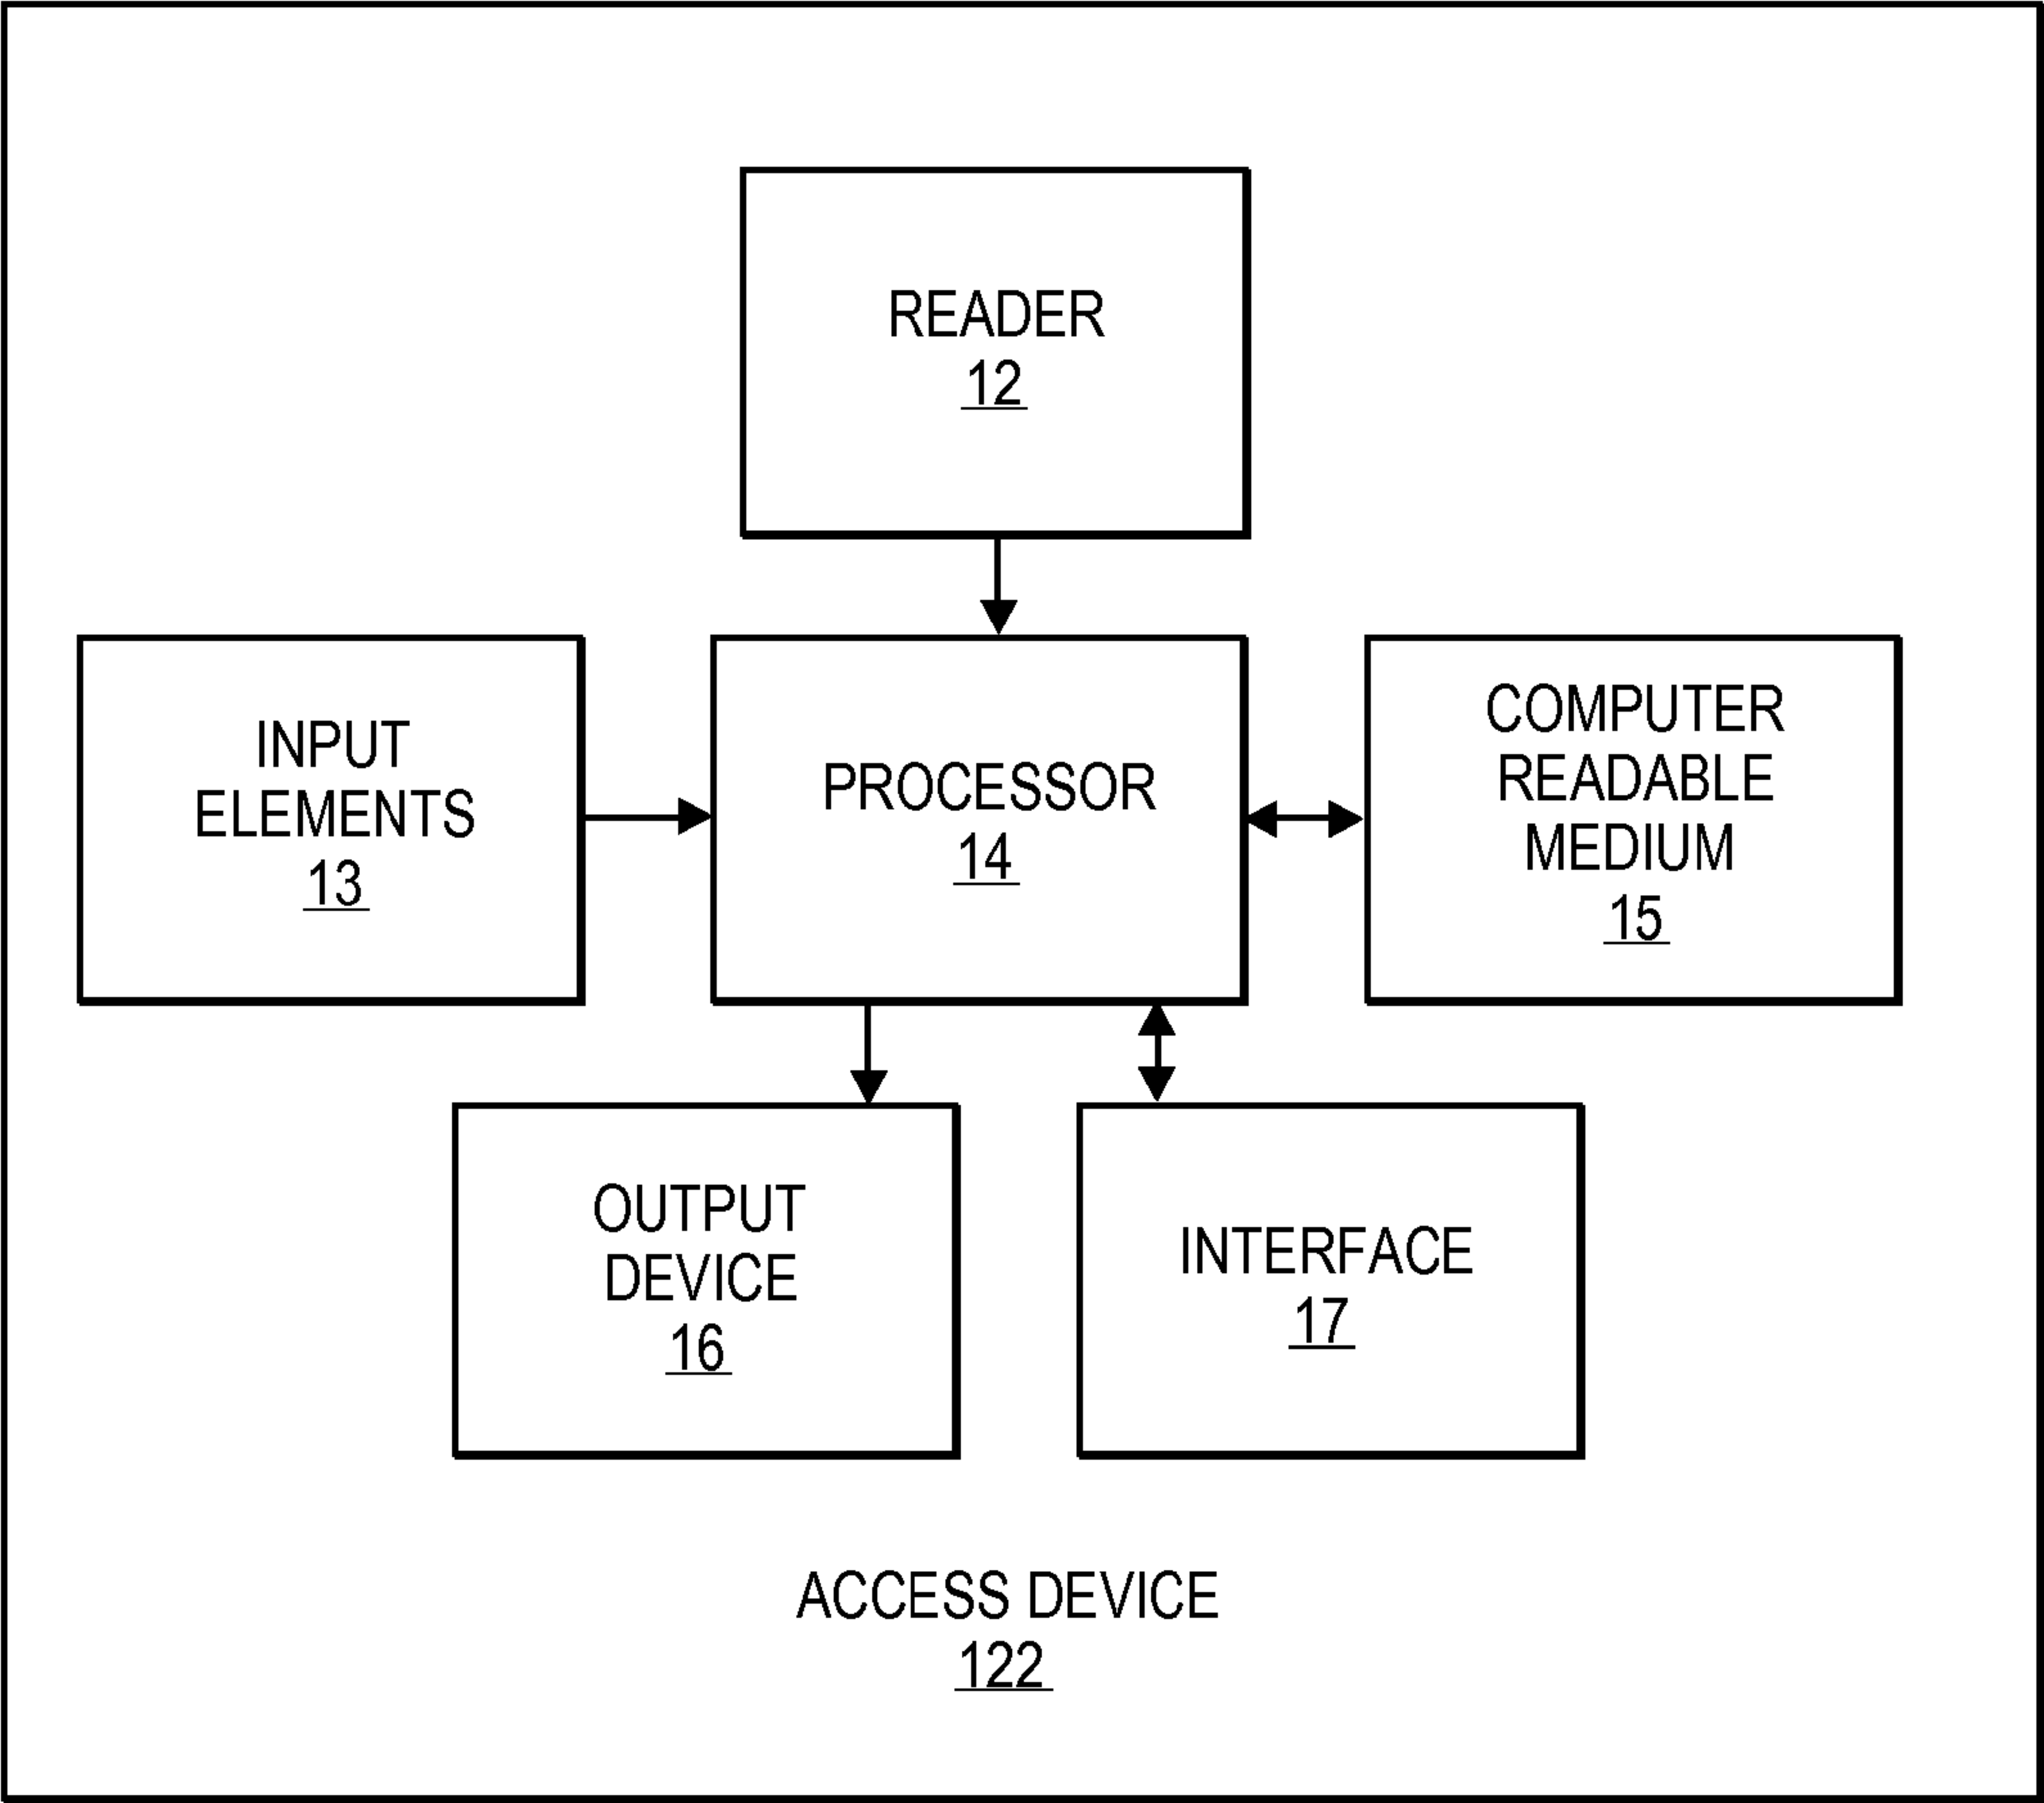 READER
12
INPUT
ELEMENTS
13
PROCESSOR
14
COMPUTER
READABLE
MEDIUM
15
OUTPUT
DEVICE
16
INTERFACE
17
ACCESS DEVICE
122